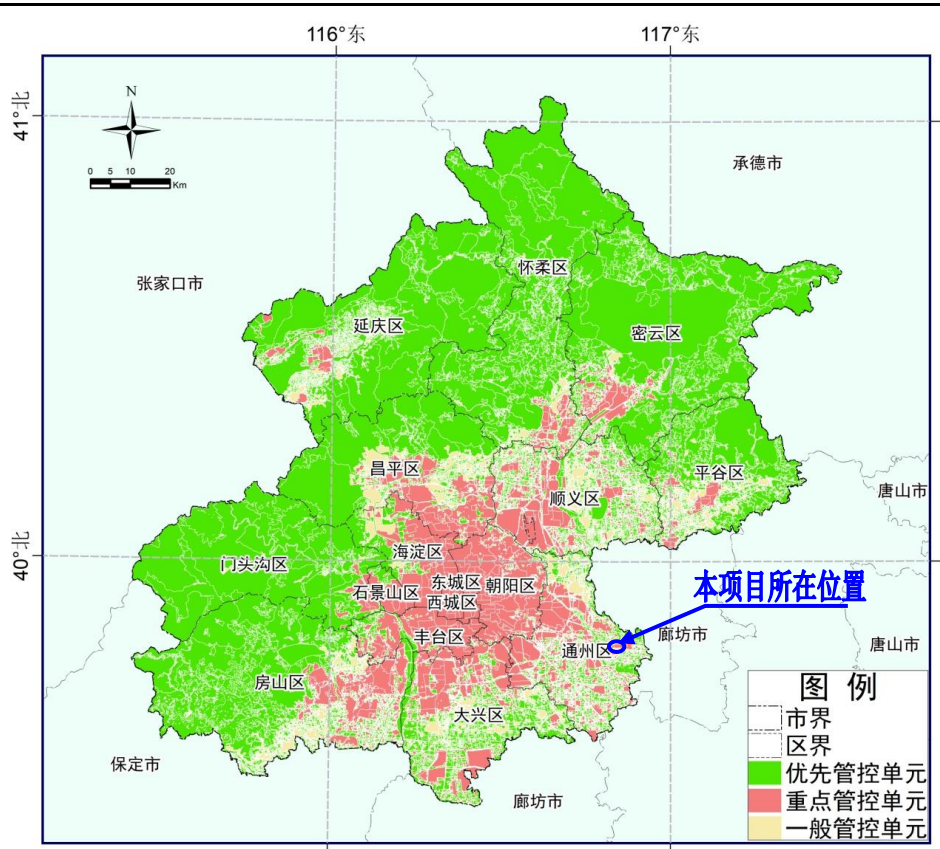 116°东
117°东
41°北
N
0 5 10 20
Km
承德市
怀柔区
张家口市
延庆区
密云区
昌平区
平谷区
顺义区
唐山市
40°北
海淀区
门头沟区
东城区
朝阳区
石景山区
西城区
本项目所在位置
丰台区
廊坊市
通州区
唐山市
房山区
大兴区
保定市
廊坊市
图 例
市界
区界
优先管控单元
重点管控单元
一般管控单元